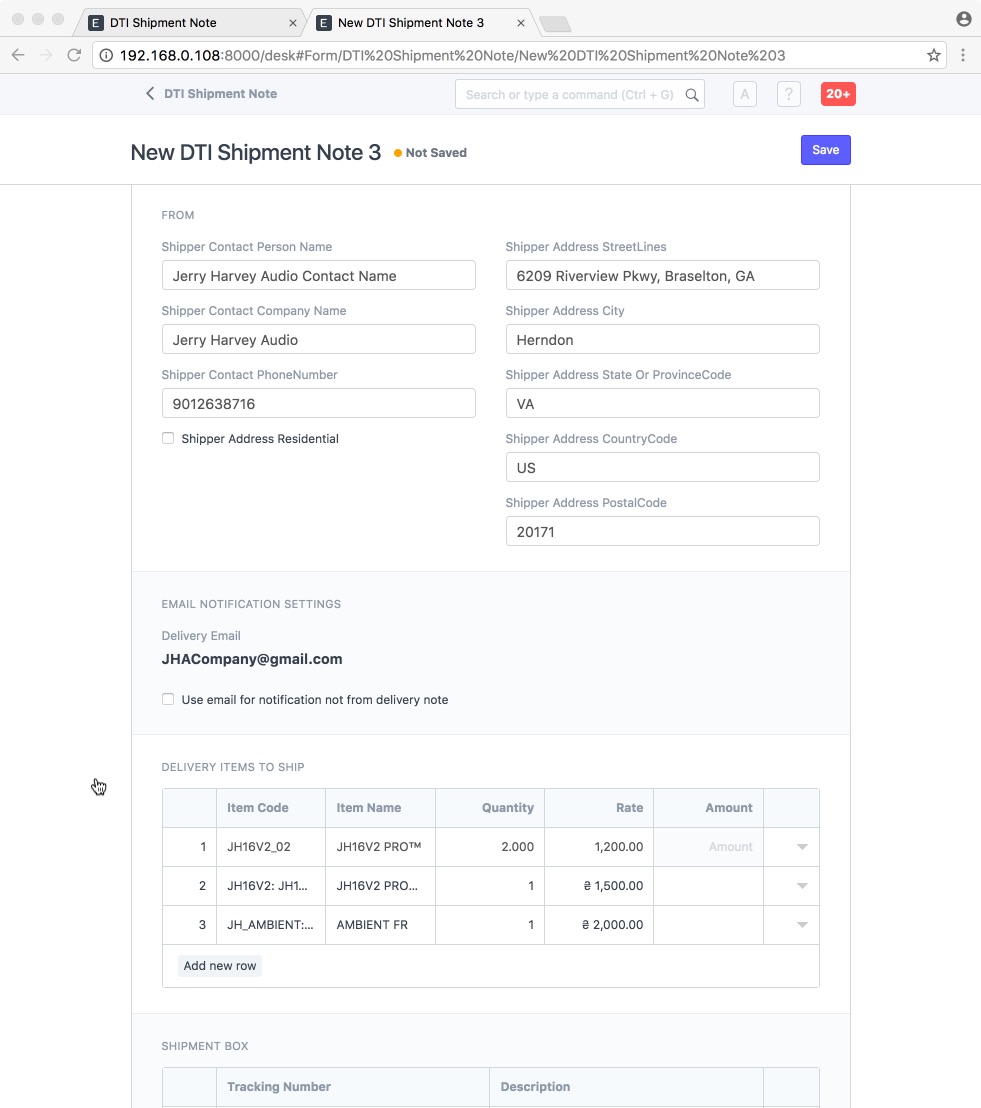 E DTI Shipment Note ×
E New DTI Shipment Note 3 ×
192.168.0.108:8000/desk#Form/DTI%20Shipment%20Note/New%20DTI%20Shipment%20Note%203
DTI Shipment Note
Search or type a command (Ctrl + G)
A
?
20+
New DTI Shipment Note 3
Not Saved
Save
FROM
Shipper Contact Person Name
Jerry Harvey Audio Contact Name
Shipper Contact Company Name
Jerry Harvey Audio
Shipper Contact PhoneNumber
9012638716
Shipper Address Residential
Shipper Address StreetLines
6209 Riverview Pkwy, Braselton, GA
Shipper Address City
Herndon
Shipper Address State Or ProvinceCode
VA
Shipper Address CountryCode
US
Shipper Address PostalCode
20171
EMAIL NOTIFICATION SETTINGS
Delivery Email
JHACompany@gmail.com
Use email for notification not from delivery note
DELIVERY ITEMS TO SHIP
Item Code Item Name Quantity Rate Amount
1 JH16V2_02 JH16V2 PRO™ 2.000 1,200.00 Amount
2 JH16V2: JH1... JH16V2 PRO... 1 ₴ 1,500.00
3 JH_AMBIENT:... AMBIENT FR 1 ₴ 2,000.00
Add new row
SHIPMENT BOX
Tracking Number Description